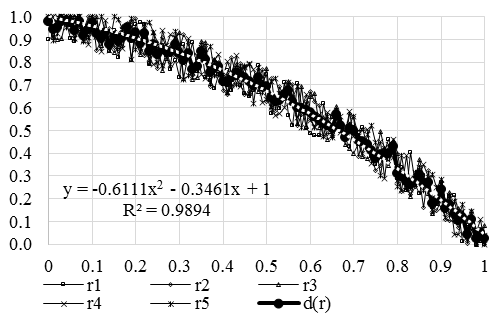 1.0
0.9
0.8
0.7
0.6
0.5
0.4
0.3
0.2
0.1
0.0
y = -0.6111x² - 0.3461x + 1
R² = 0.9894
0 0.1 0.2 0.3 0.4 0.5 0.6 0.7 0.8 0.9 1
r1 r2 r3
r4 r5 d(r)